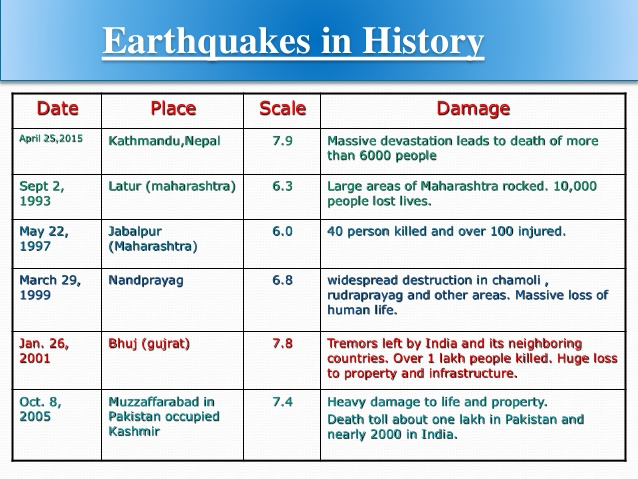 Earthquakes in History
Date Place Scale Damage
April 25,2015 Kathmandu,Nepal 7.9 Massive devastation leads to death of more
than 6000 people
Sept 2, Latur (maharashtra) 6.3 Large areas of Maharashtra rocked. 10,000
1993 people lost lives.
May 22, Jabalpur 6.0 40 person killed and over 100 injured.
1997 (Maharashtra)
March 29, Nandprayag 6.8 widespread destruction in chamoli ,
1999 rudraprayag and other areas. Massive loss of
human life.
Jan. 26, Bhuj (gujrat) 7.8 Tremors left by India and its neighboring
2001 countries. Over 1 lakh people killed. Huge loss
to property and infrastructure.
Oct. 8, Muzzaffarabad in 7.4 Heavy damage to life and property.
2005 Pakistan occupied Death toll about one lakh in Pakistan and
Kashmir nearly 2000 in India.